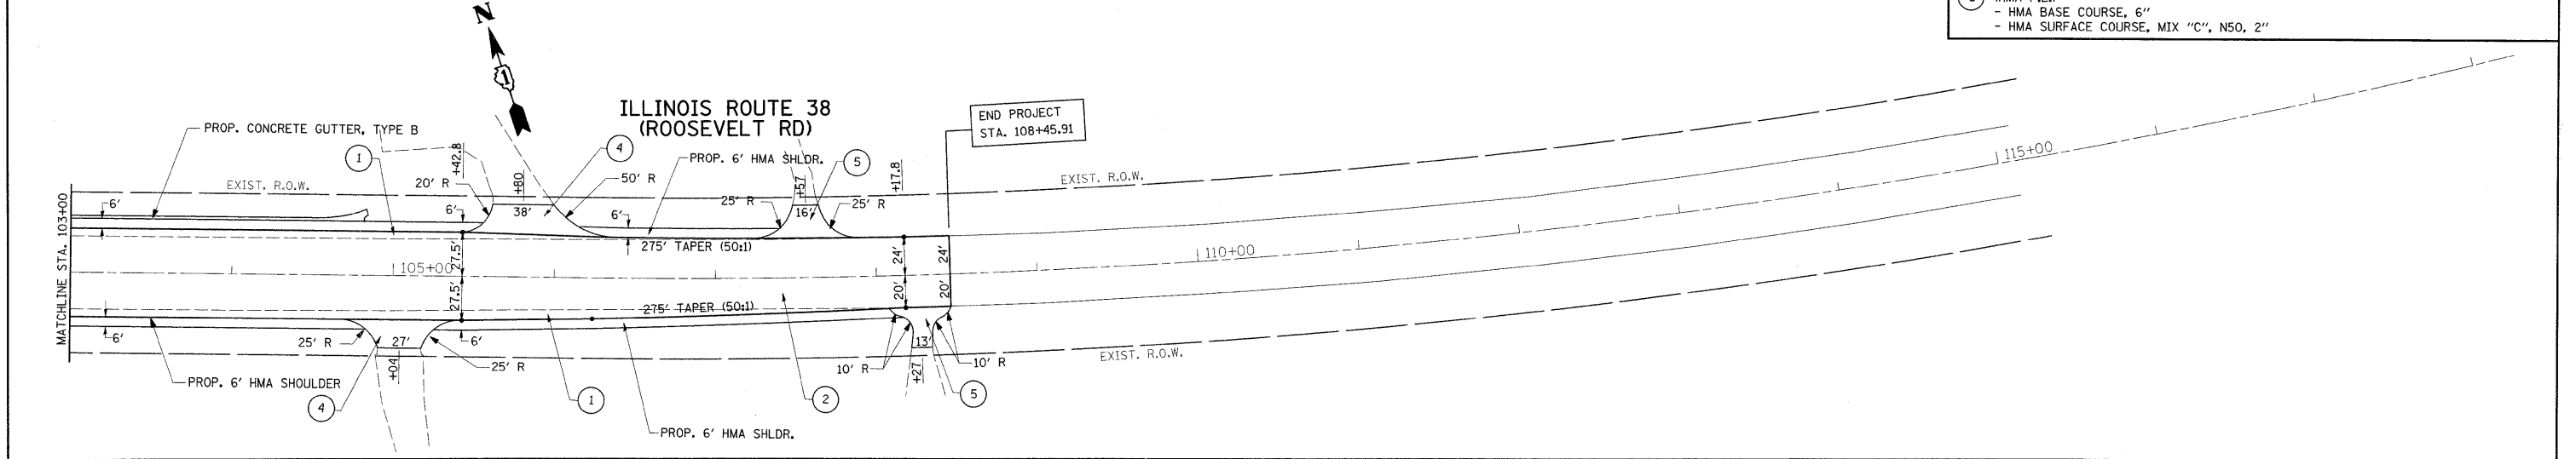 - HMA BASE COURSE, 6"
- HMA SURFACE COURSE, MIX "C", N50, 2"
N
1
ILLINOIS ROUTE 38
(ROOSEVELT RD)
END PROJECT
STA. 108+45.91
PROP. CONCRETE GUTTER, TYPE B
1
+42.8
4
PROP. 6' HMA SHLDR.
5
+17.8
115+00
EXIST. R.O.W.
20' R
+80
50' R
+57
EXIST. R.O.W.
MATCHLINE STA. 103+00
6'
6'
38'
6'
25' R
16'
25' R
275' TAPER (50:1)
105+00
27.5'
24'
24'
110+00
27.5'
275' TAPER (50:1)
20'
20'
2
6'
25' R
27'
6'
13'
EXIST. R.O.W.
+04
25' R
10' R
+27
10' R
PROP. 6' HMA SHOULDER
4
1
2
5
PROP. 6' HMA SHLDR.